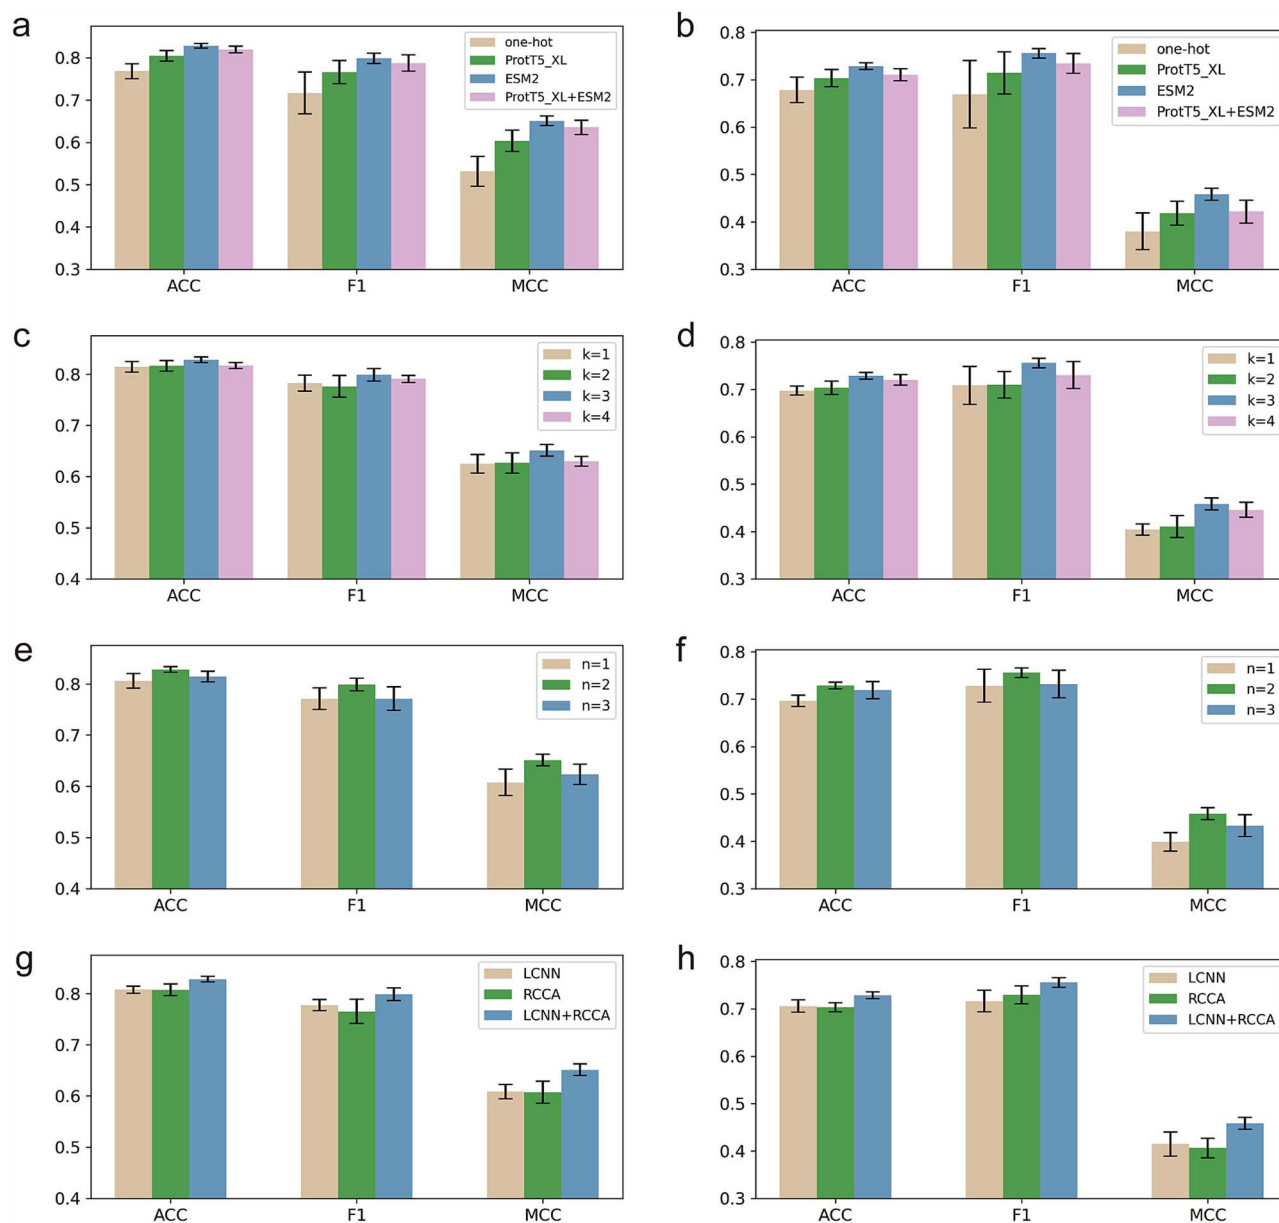 a
0.8
0.7
0.6
0.5
0.4
0.3
one-hot
ProtT5_XL
ESM2
ProtT5_XL+ESM2
ACC F1 MCC
b
0.8
0.7
0.6
0.5
0.4
0.3
one-hot
ProtT5_XL
ESM2
ProtT5_XL+ESM2
ACC F1 MCC
c
0.8
0.7
0.6
0.5
0.4
k=1
k=2
k=3
k=4
ACC F1 MCC
d
0.8
0.7
0.6
0.5
0.4
0.3
k=1
k=2
k=3
k=4
ACC F1 MCC
e
0.8
0.7
0.6
0.5
0.4
n=1
n=2
n=3
ACC F1 MCC
f
0.8
0.7
0.6
0.5
0.4
0.3
n=1
n=2
n=3
ACC F1 MCC
g
0.8
0.7
0.6
0.5
0.4
LCNN
RCCA
LCNN+RCCA
ACC F1 MCC
h
0.8
0.7
0.6
0.5
0.4
0.3
LCNN
RCCA
LCNN+RCCA
ACC F1 MCC